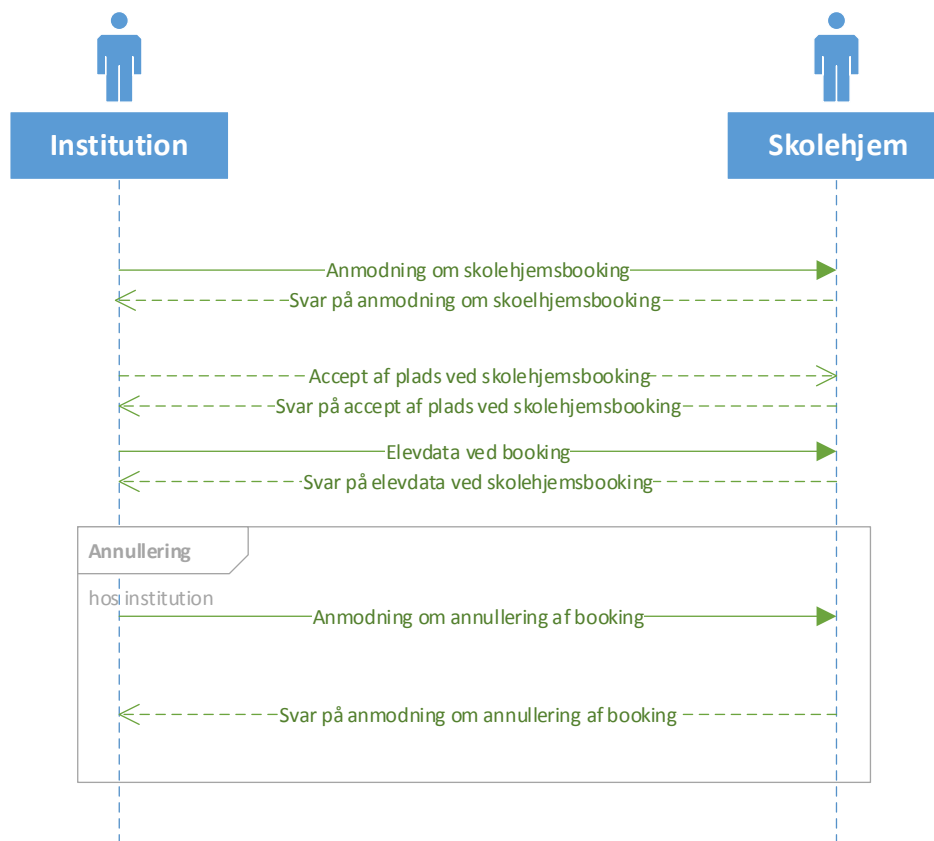 Institution
Skolehjem
Anmodning om skolehjemsbooking
Svar på anmodning om skoelhjemsbooking
Accept af plads ved skolehjemsbooking
Svar på accept af plads ved skolehjemsbooking
Elevdata ved booking
Svar på elevdata ved skolehjemsbooking
Annullering
hos institution
Anmodning om annullering af booking
Svar på anmodning om annullering af booking